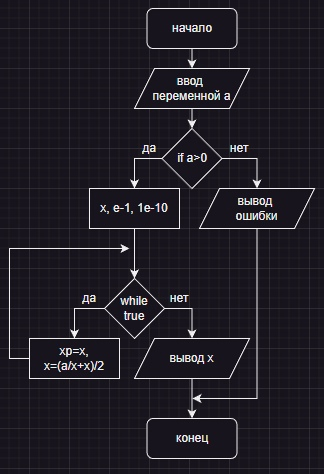 начало
ввод
переменной a
if a>0
да
нет
x, e-1, 1e-10
вывод
ошибки
while
true
да
нет
xp=x,
x=(a/x+x)/2
вывод x
конец